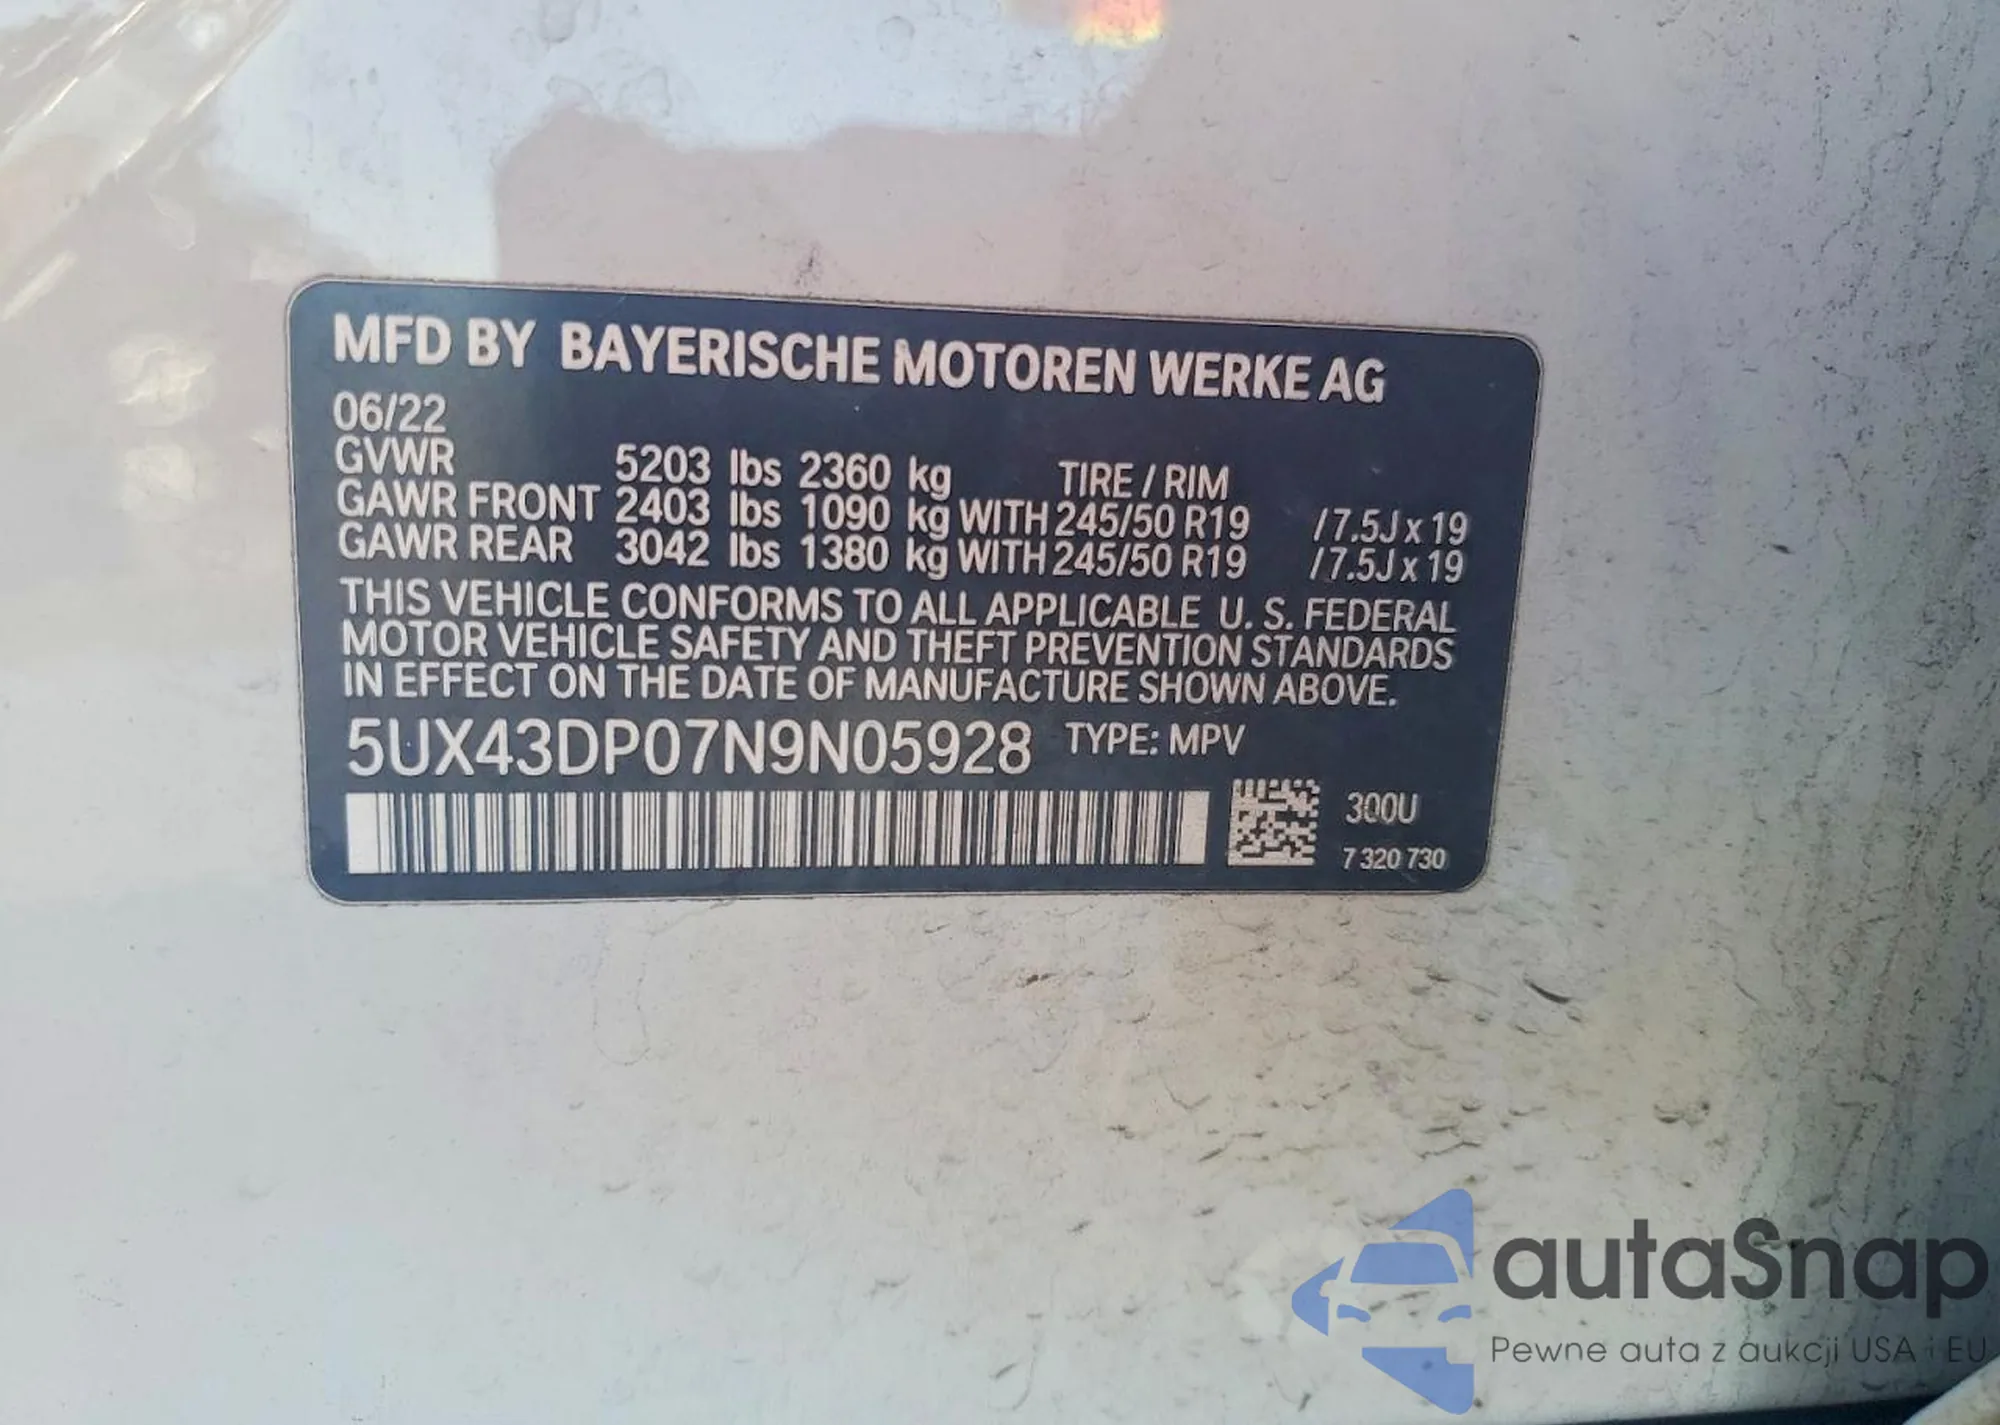 MFD BY BAYERISCHE MOTOREN WERKE AG
06/22
GVWR 5203 lbs 2360 kg TIRE / RIM
GAWR FRONT 2403 lbs 1090 kg WITH 245/50 R19 /7.5J x 19
GAWR REAR 3042 lbs 1380 kg WITH 245/50 R19 /7.5J x 19
THIS VEHICLE CONFORMS TO ALL APPLICABLE U. S. FEDERAL
MOTOR VEHICLE SAFETY AND THEFT PREVENTION STANDARDS
IN EFFECT ON THE DATE OF MANUFACTURE SHOWN ABOVE.
5UX43DP07N9N05928 TYPE: MPV
300U
7 320 730
autaSnap
Pewne auta z aukcji USA i EU